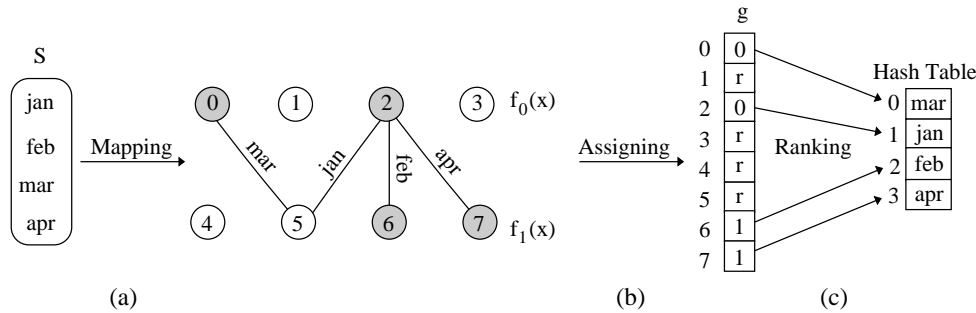 S
jan
feb
mar
apr
Mapping
0 1 2 3 f₀(x)
mar jan feb apr
4 5 6 7 f₁(x)
Assigning
g
0 0
1 r
2 0
3 r
4 r
5 r
6 1
7 1
Ranking
Hash Table
0 mar
1 jan
2 feb
3 apr
(a) (b) (c)